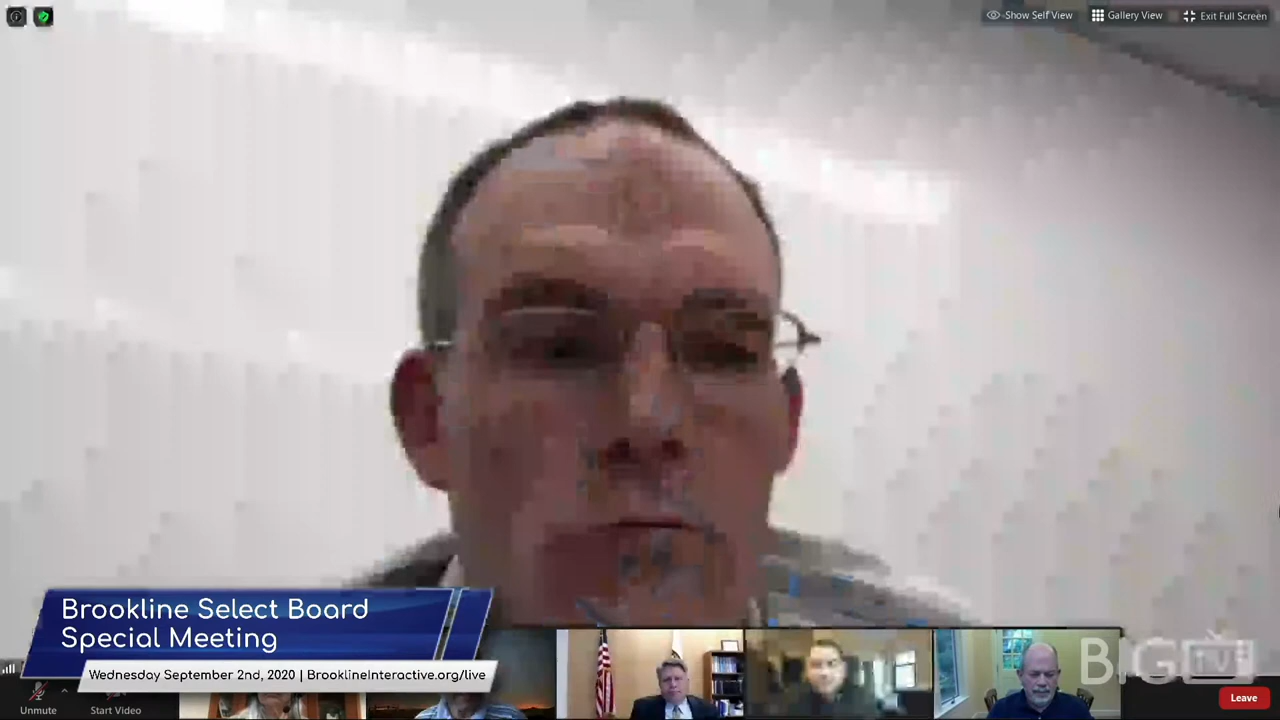 Show Self View
Gallery View
Exit Full Screen
Brookline Select Board
Special Meeting
Wednesday September 2nd, 2020 | BrooklineInteractive.org/live
B.I.G
TV
Unmute
Start Video
Leave